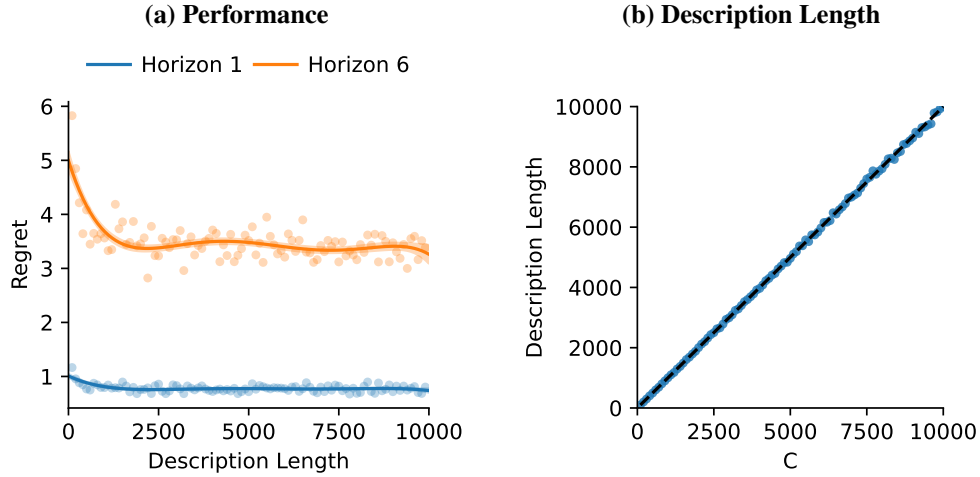 (a) Performance
(b) Description Length
Horizon 1
Horizon 6
6
5
4
3
2
1
Regret
0
2500
5000
7500
10000
Description Length
10000
8000
6000
4000
2000
0
Description Length
0
2500
5000
7500
10000
C